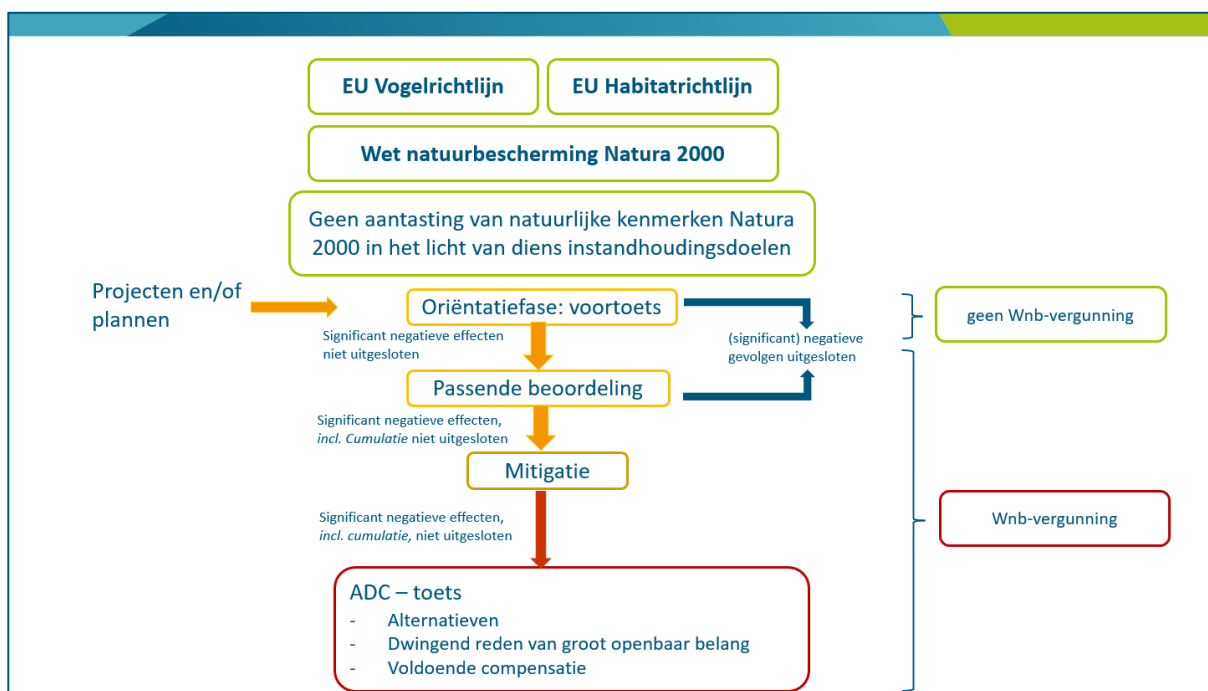 EU Vogelrichtlijn
EU Habitatrichtlijn
Wet natuurbescherming Natura 2000
Geen aantasting van natuurlijke kenmerken Natura
2000 in het licht van diens instandhoudingsdoelen
Projecten en/of
plannen
Oriëntatiefase: voortoets
geen Wnb-vergunning
Significant negatieve effecten
niet uitgesloten
(significant) negatieve
gevolgen uitgesloten
Passende beoordeling
Significant negatieve effecten,
incl. Cumulatie niet uitgesloten
Mitigatie
Significant negatieve effecten,
incl. cumulatie, niet uitgesloten
Wnb-vergunning
ADC – toets
- Alternatieven
- Dwingend reden van groot openbaar belang
- Voldoende compensatie